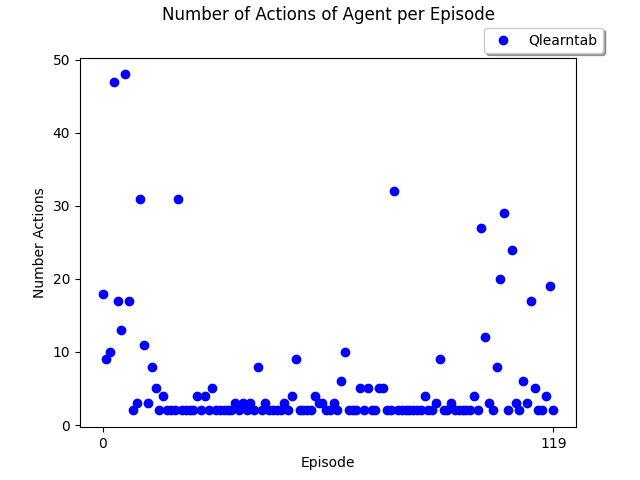 Number of Actions of Agent per Episode
Qlearntab
50
40
30
20
10
0
Number Actions
0 119
Episode